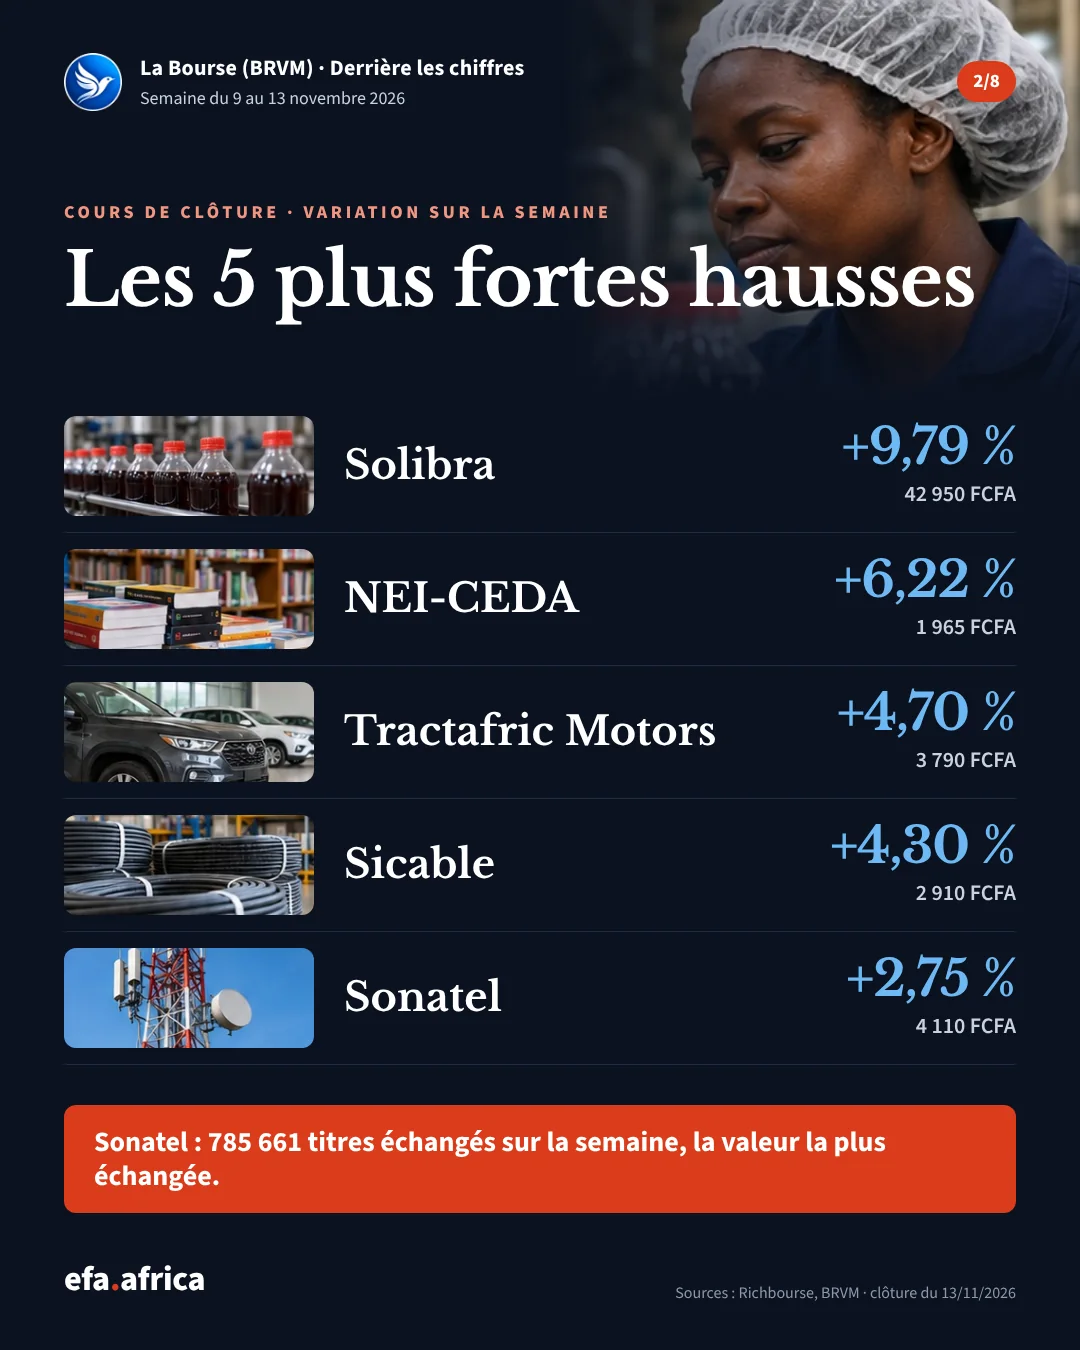 La Bourse (BRVM) · Derrière les chiffres
Semaine du 9 au 13 novembre 2026
2/8
COURS DE CLÔTURE · VARIATION SUR LA SEMAINE
Les 5 plus fortes hausses
Solibra
+9,79 %
42 950 FCFA
NEI-CEDA
+6,22 %
1 965 FCFA
Tractafric Motors
+4,70 %
3 790 FCFA
Sicable
+4,30 %
2 910 FCFA
Sonatel
+2,75 %
4 110 FCFA
Sonatel : 785 661 titres échangés sur la semaine, la valeur la plus
échangée.
efa.africa
Sources : Richbourse, BRVM · clôture du 13/11/2026